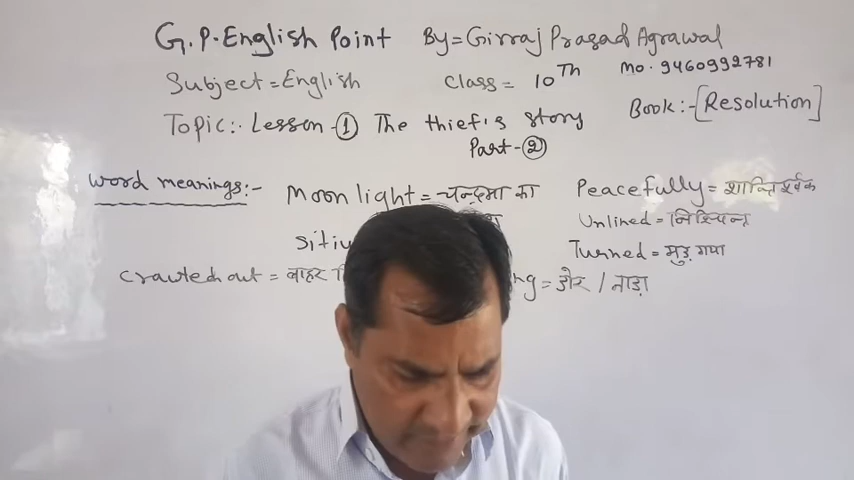 G.P. English Point By = Girraj Prasad Agrawal
Subject = English Class = 10Th Mo. 9460992781
Topic:- Lesson - 1 The thief's story Book:- [Resolution]
Part - 2
Word meanings:- Moon light = चन्द्रमा का Peacefully = शान्तिपूर्वक
Unlined = निश्चिन्त
Turned = मुड़ गया
Crawled out = बाहर = डोर / नाड़ा